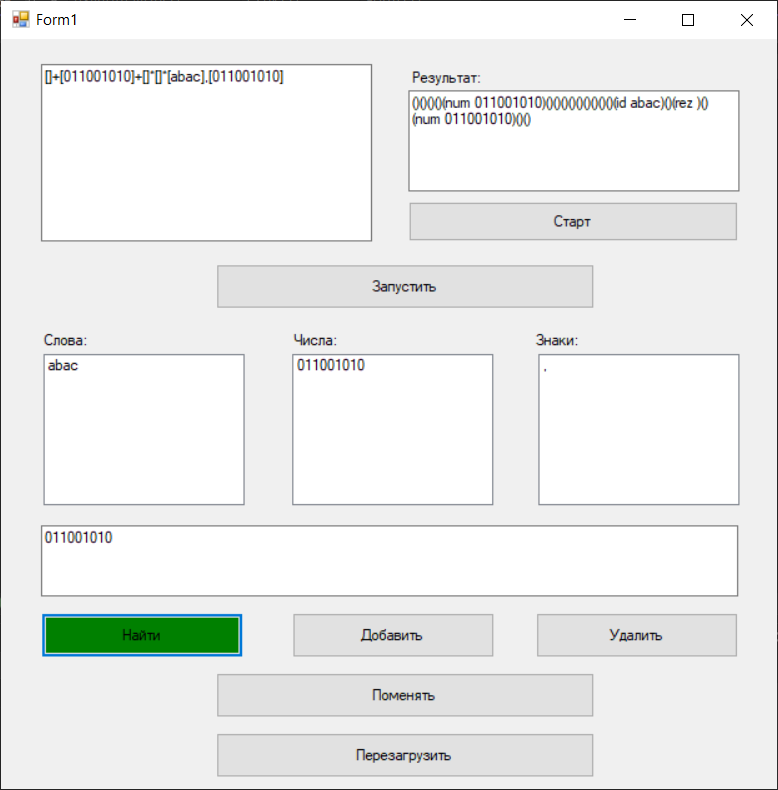 Form1
[]+[011001010]+[]*[]*[abac],[011001010]
Результат:
()()()()(num 011001010)()()()()()()()()()()(id abac)()(rez )()
(num 011001010)()()
Старт
Запустить
Слова:
Числа:
Знаки:
abac
011001010
,
011001010
Найти
Добавить
Удалить
Поменять
Перезагрузить